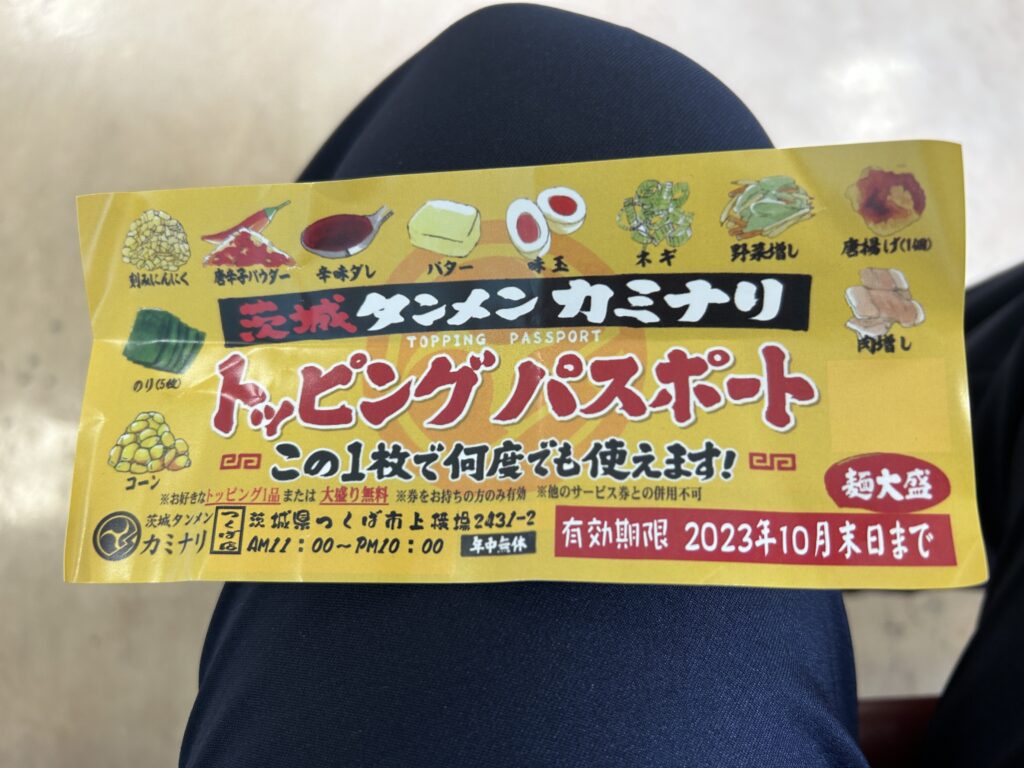 刻みにんにく
唐辛子パウダー
辛味ダレ
バター
味玉
ネギ
野菜増し
唐揚げ(1個)
茨城 タンメン カミナリ
肉増し
TOPPING PASSPORT
のり(5枚)
トッピング パスポート
コーン
この1枚で何度でも使えます!
麺大盛
※お好きなトッピング1品 または 大盛り無料 ※券をお持ちの方のみ有効 ※他のサービス券との併用不可
茨城タンメン
カミナリ
つくば店
茨城県つくば市上横場2431-2
AM11:00～PM10:00 年中無休
有効期限 2023年10月末日まで